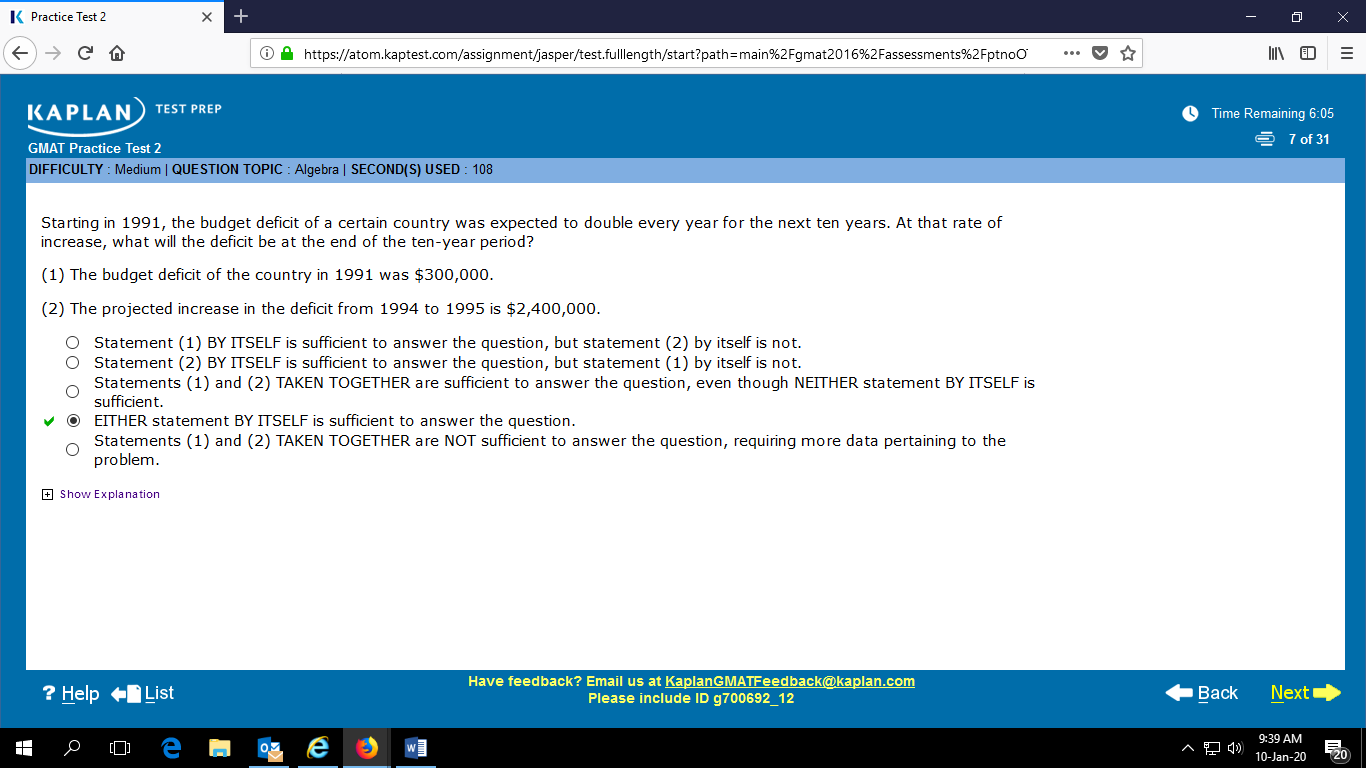 Practice Test 2
https://atom.kaptest.com/assignment/jasper/test.fulllength/start?path=main%2Fgmat2016%2Fassessments%2FptnoO
KAPLAN TEST PREP
Time Remaining 6:05
GMAT Practice Test 2
7 of 31
DIFFICULTY : Medium | QUESTION TOPIC : Algebra | SECOND(S) USED : 108
Starting in 1991, the budget deficit of a certain country was expected to double every year for the next ten years. At that rate of
increase, what will the deficit be at the end of the ten-year period?
(1) The budget deficit of the country in 1991 was $300,000.
(2) The projected increase in the deficit from 1994 to 1995 is $2,400,000.
Statement (1) BY ITSELF is sufficient to answer the question, but statement (2) by itself is not.
Statement (2) BY ITSELF is sufficient to answer the question, but statement (1) by itself is not.
Statements (1) and (2) TAKEN TOGETHER are sufficient to answer the question, even though NEITHER statement BY ITSELF is
sufficient.
EITHER statement BY ITSELF is sufficient to answer the question.
Statements (1) and (2) TAKEN TOGETHER are NOT sufficient to answer the question, requiring more data pertaining to the
problem.
Show Explanation
? Help
List
Have feedback? Email us at KaplanGMATFeedback@kaplan.com
Please include ID g700692_12
Back
Next
9:39 AM
10-Jan-20
20